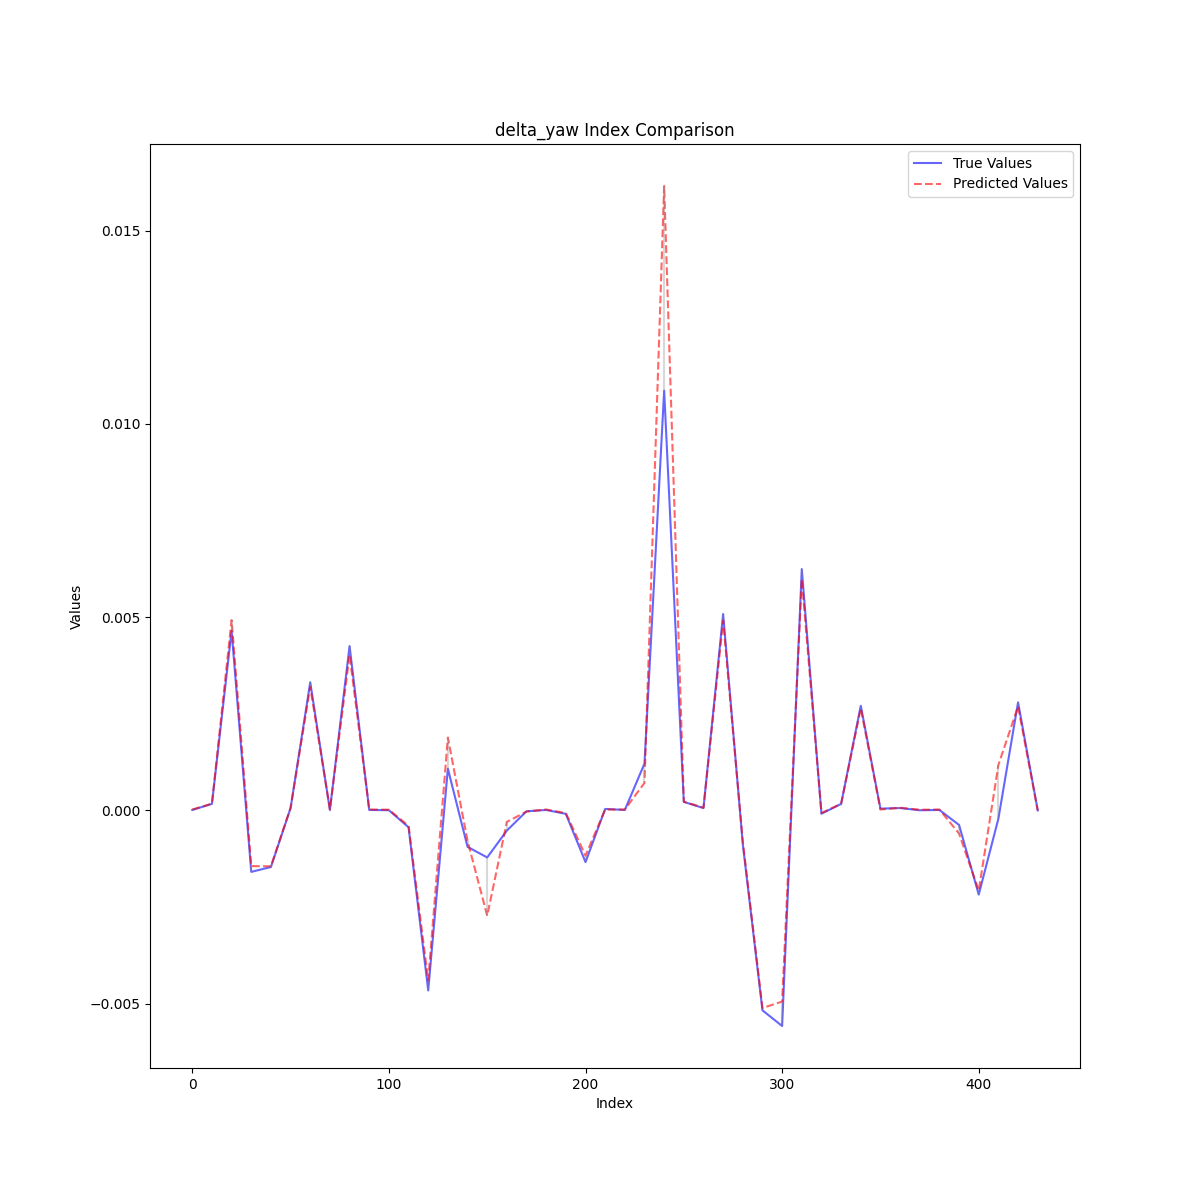 delta_yaw Index Comparison
True Values
Predicted Values
0.015
0.010
0.005
0.000
−0.005
Values
0 100 200 300 400
Index